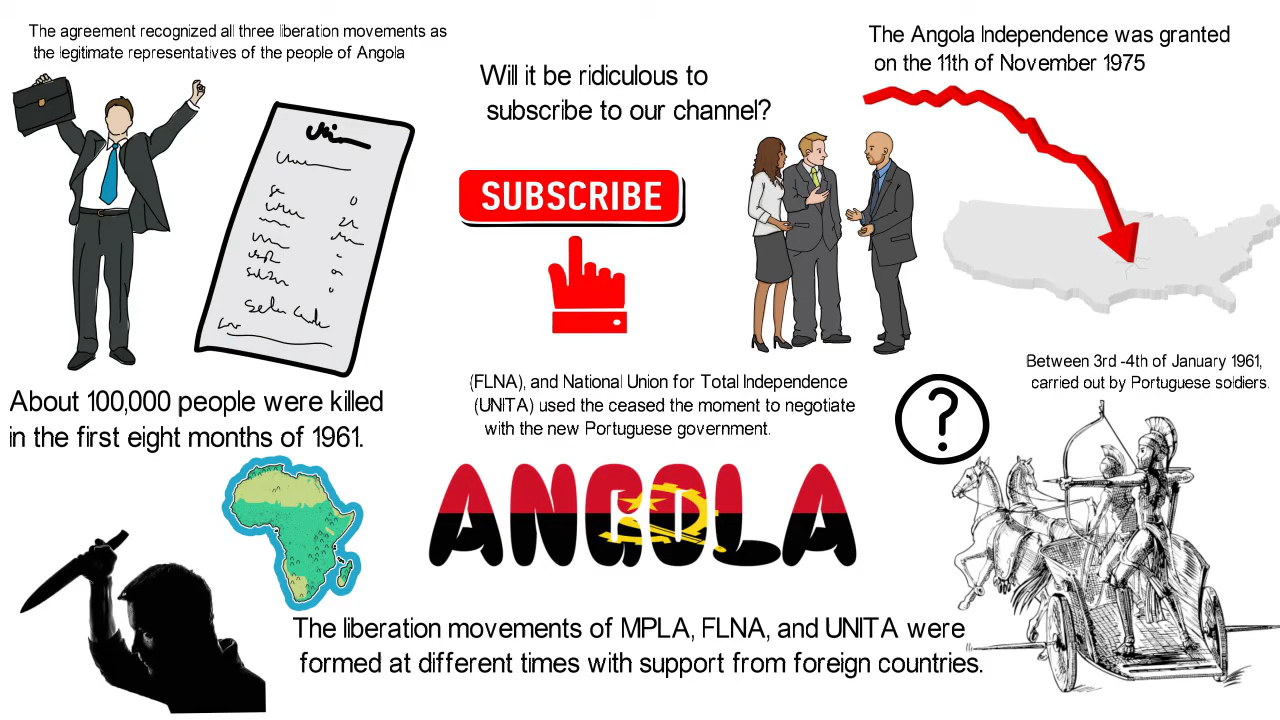 The agreement recognized all three liberation movements as
the legitimate representatives of the people of Angola
Will it be ridiculous to
subscribe to our channel?
SUBSCRIBE
The Angola Independence was granted
on the 11th of November 1975
About 100,000 people were killed
in the first eight months of 1961.
(FLNA), and National Union for Total Independence
(UNITA) used the ceased the moment to negotiate
with the new Portuguese government.
?
Between 3rd -4th of January 1961,
carried out by Portuguese soldiers.
ANGOLA
The liberation movements of MPLA, FLNA, and UNITA were
formed at different times with support from foreign countries.